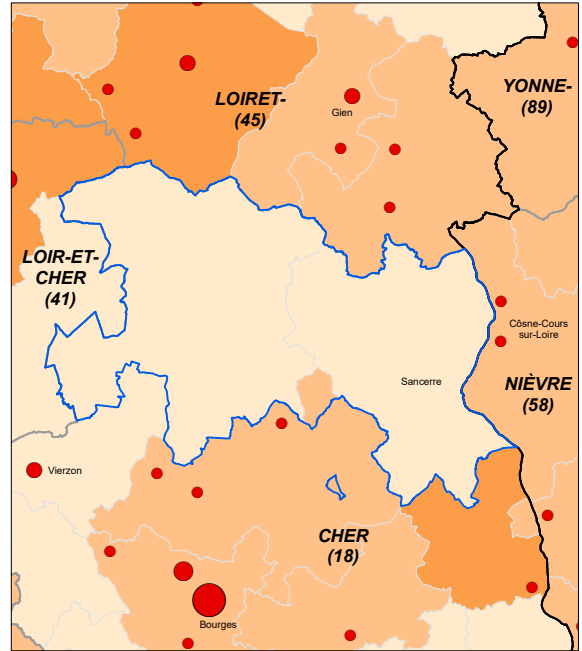 YONNE-
(89)
LOIRET-
(45)
Gien
LOIR-ET-
CHER
(41)
Côsne-Cours
sur-Loire
NIÈVRE
(58)
Sancerre
Vierzon
CHER
(18)
Bourges